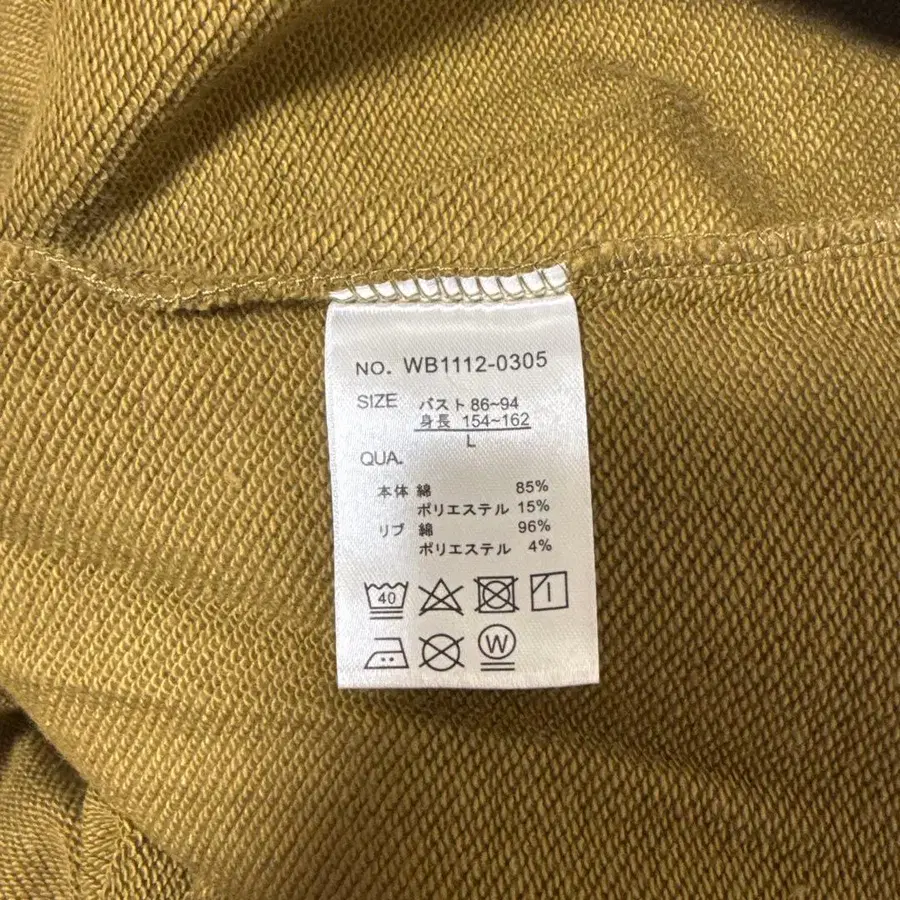 NO. WB1112-0305
SIZE バスト 86~94
身長 154~162
L
QUA.
本体 綿 85%
ポリエステル 15%
リブ 綿 96%
ポリエステル 4%
40
W